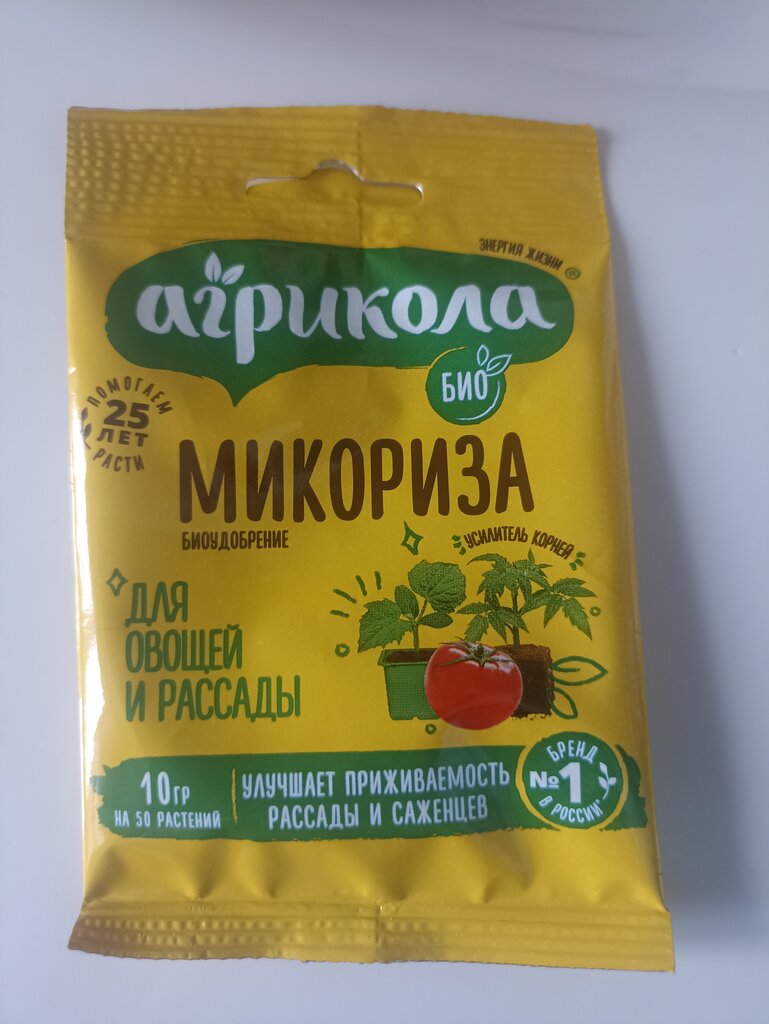 ЭНЕРГИЯ ЖИЗНИ ®
агрикола
БИО
ПОМОГАЕМ
25
ЛЕТ
РАСТИ
МИКОРИЗА
БИОУДОБРЕНИЕ
УСИЛИТЕЛЬ КОРНЕЙ
ДЛЯ
ОВОЩЕЙ
И РАССАДЫ
10ГР
НА 50 РАСТЕНИЙ
УЛУЧШАЕТ ПРИЖИВАЕМОСТЬ
РАССАДЫ И САЖЕНЦЕВ
БРЕНД
№1
В РОССИИ*